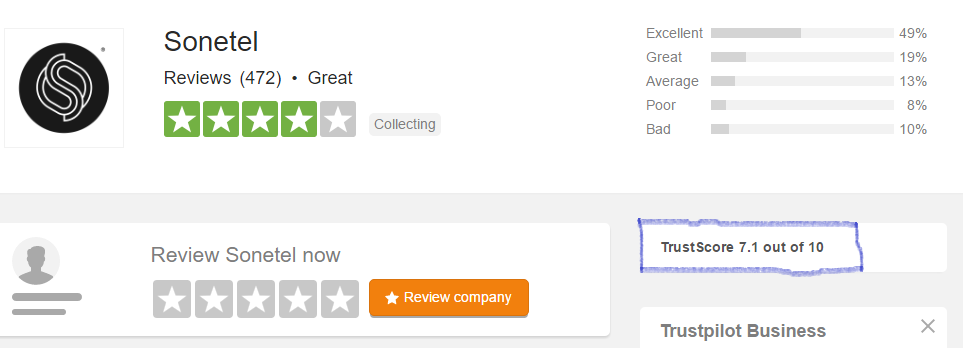 Sonetel
Reviews (472) • Great
Collecting
Excellent 49%
Great 19%
Average 13%
Poor 8%
Bad 10%
Review Sonetel now
Review company
TrustScore 7.1 out of 10
Trustpilot Business